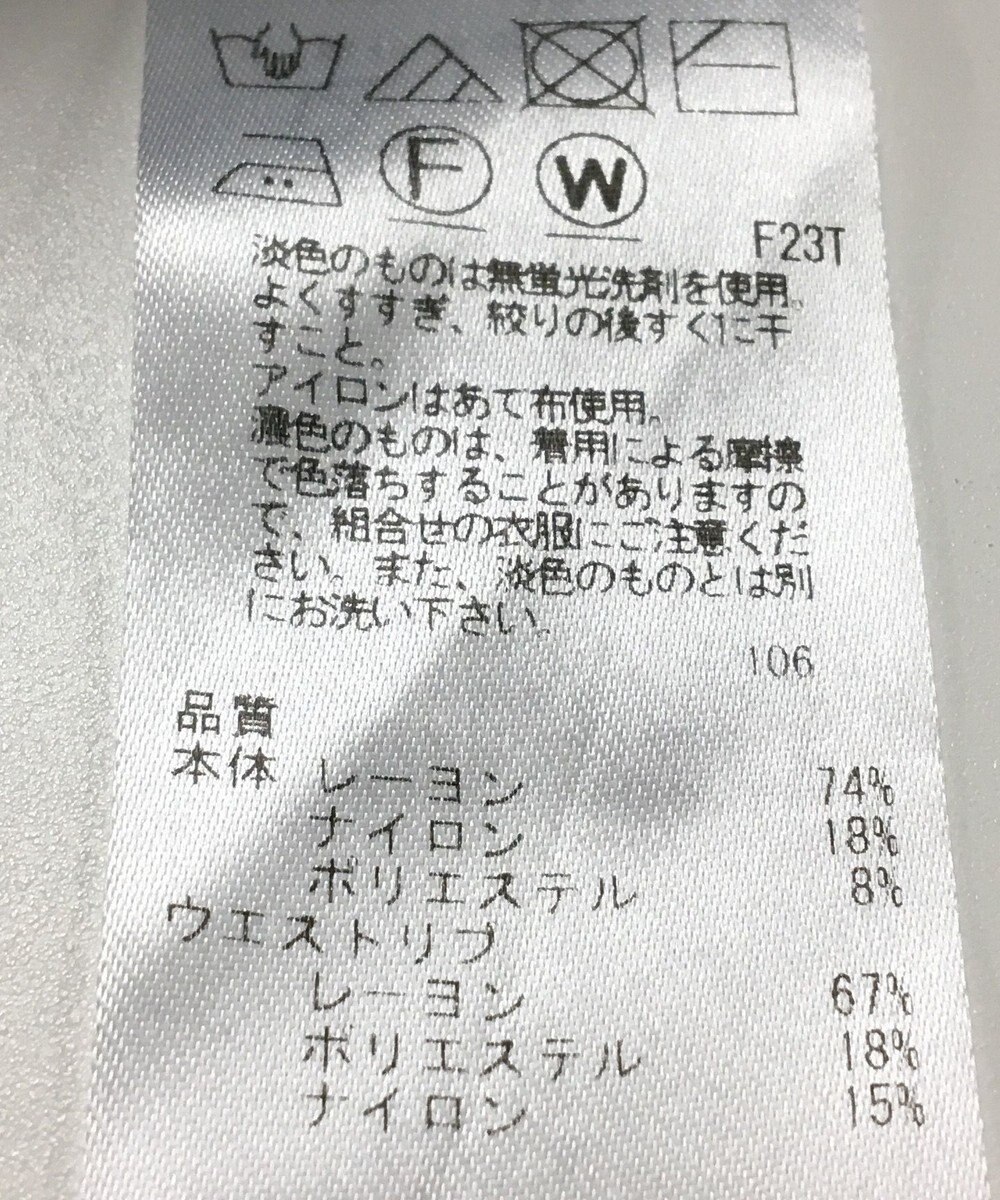 F W
F23T
淡色のものは無蛍光洗剤を使用。
よくすすぎ、絞りの後すぐに干
すこと。
アイロンはあて布使用。
濃色のものは、着用による摩擦
で色落ちすることがありますの
で、組合せの衣服にご注意くだ
さい。また、淡色のものとは別
にお洗い下さい。
106
品質
本体
レーヨン 74%
ナイロン 18%
ポリエステル 8%
ウエストリブ
レーヨン 67%
ポリエステル 18%
ナイロン 15%